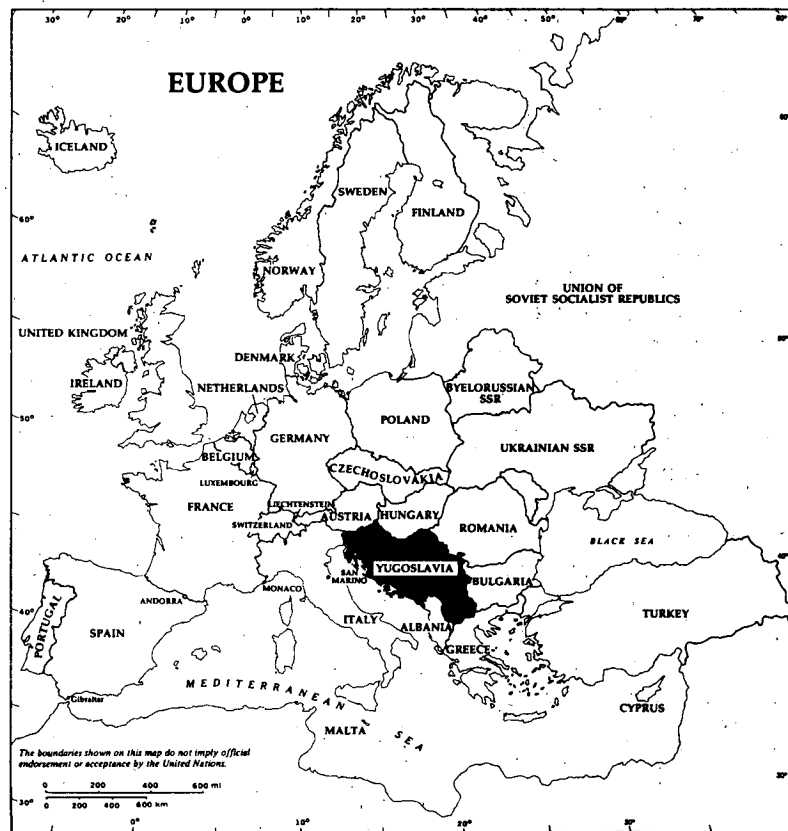 10°
0°
10°
20°
30°
40°
50°
60°
EUROPE
ICELAND
SWEDEN
FINLAND
60°
ATLANTIC OCEAN
NORWAY
UNION OF
SOVIET SOCIALIST REPUBLICS
UNITED KINGDOM
DENMARK
IRELAND
NETHERLANDS
BYELORUSSIAN
SSR
50°
POLAND
GERMANY
UKRAINIAN SSR
BELGIUM
CZECHOSLOVAKIA
LUXEMBOURG
FRANCE
LIECHTENSTEIN
AUSTRIA
HUNGARY
SWITZERLAND
ROMANIA
BLACK SEA
YUGOSLAVIA
SAN
MARINO
BULGARIA
MONACO
ANDORRA
40°
PORTUGAL
SPAIN
ITALY
ALBANIA
TURKEY
GREECE
MEDITERRANEAN SEA
Gibraltar
CYPRUS
MALTA
The boundaries shown on this map do not imply official
endorsement or acceptance by the United Nations.
0 200 400 600 mi
0 200 400 600 km
30°
0°
10°
20°